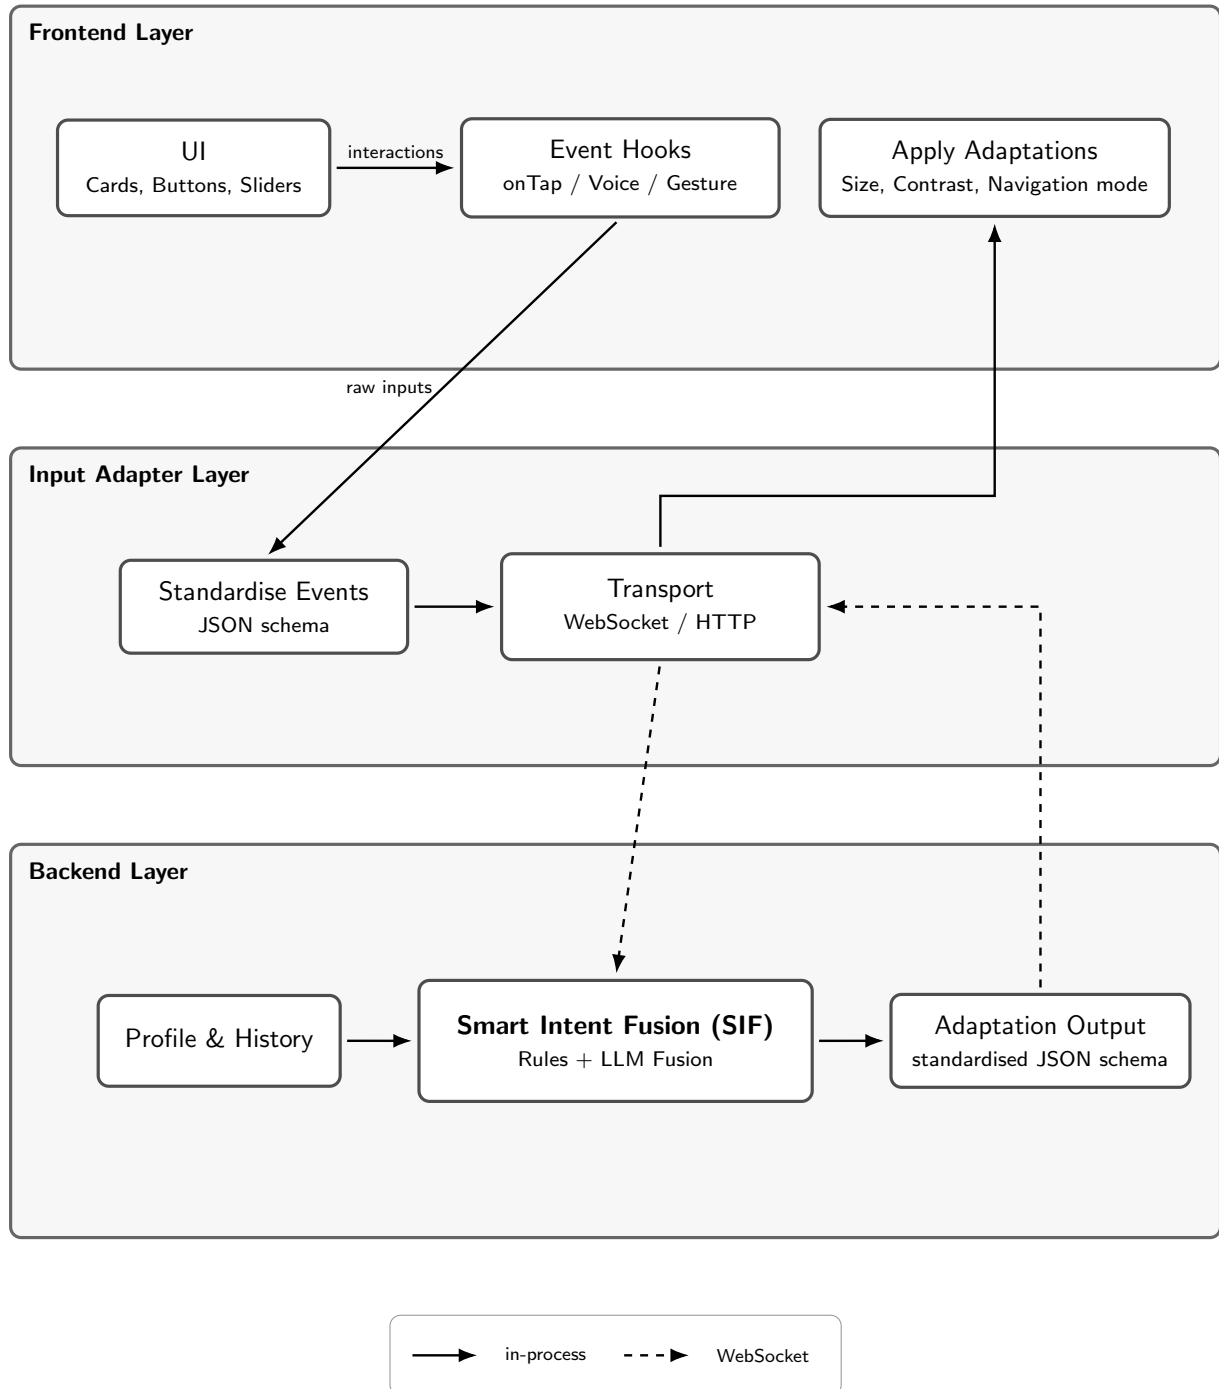 Frontend Layer
UI
Cards, Buttons, Sliders
interactions
Event Hooks
onTap / Voice / Gesture
Apply Adaptations
Size, Contrast, Navigation mode
raw inputs
Input Adapter Layer
Standardise Events
JSON schema
Transport
WebSocket / HTTP
Backend Layer
Profile & History
Smart Intent Fusion (SIF)
Rules + LLM Fusion
Adaptation Output
standardised JSON schema
in-process
WebSocket